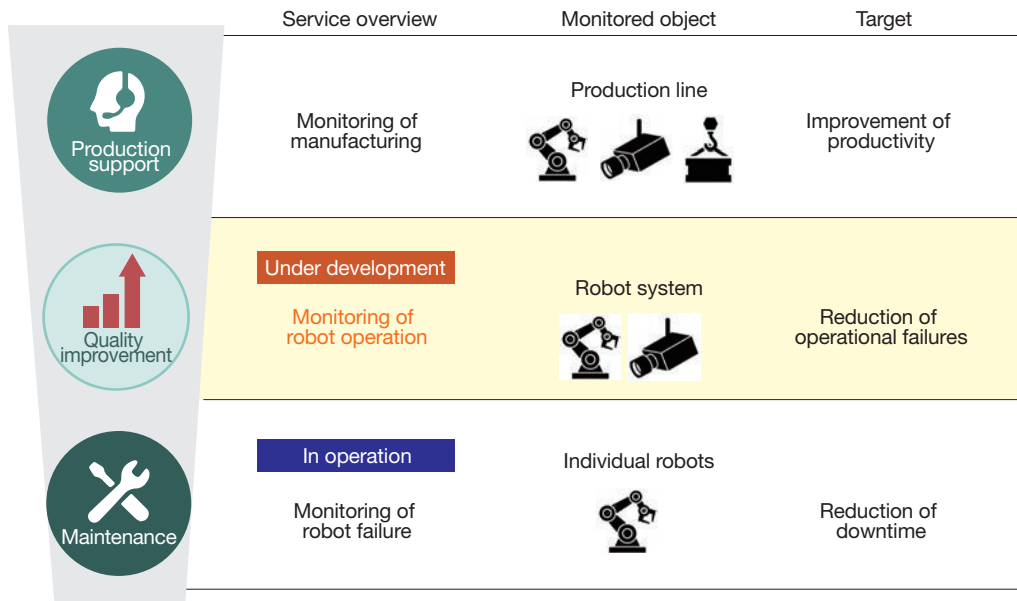 Service overview
Monitored object
Target
Production
support
Monitoring of
manufacturing
Production line
Improvement of
productivity
Quality
improvement
Under development
Monitoring of
robot operation
Robot system
Reduction of
operational failures
Maintenance
In operation
Monitoring of
robot failure
Individual robots
Reduction of
downtime